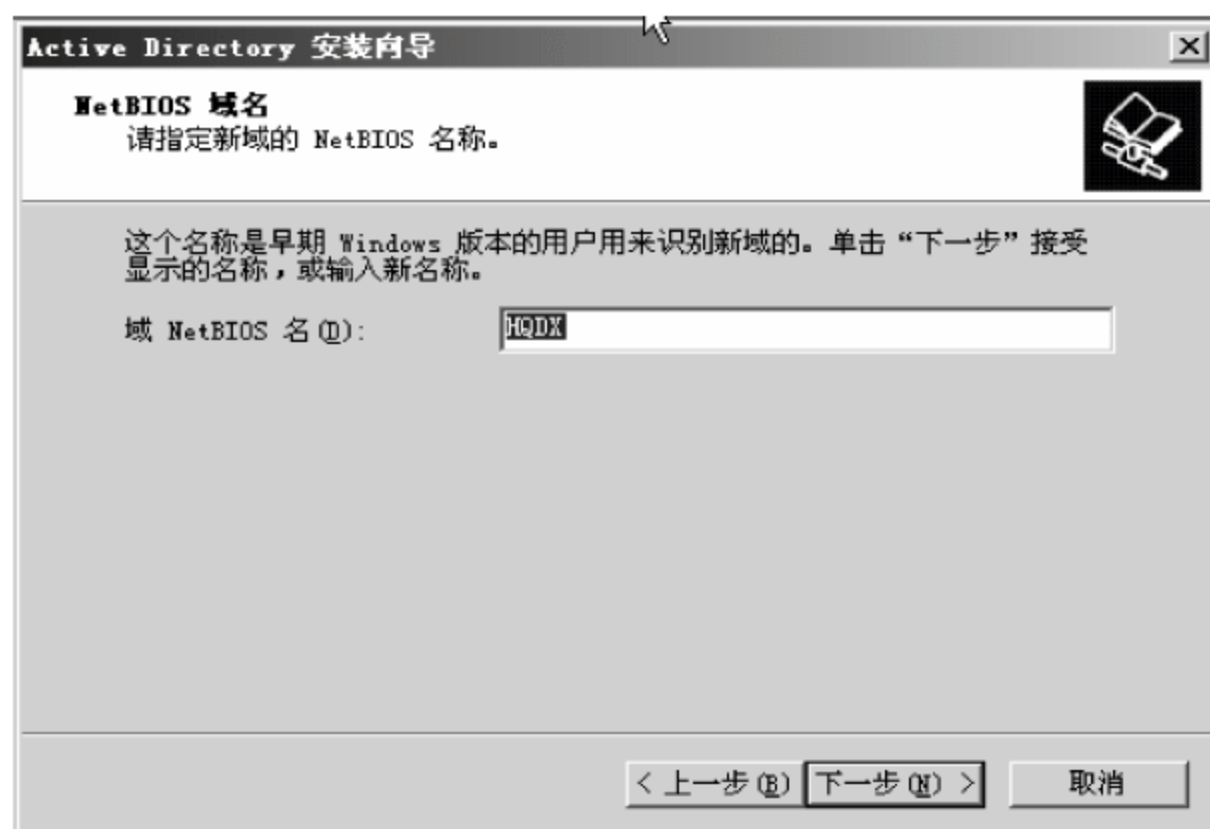 Active Directory 安装向导
NetBIOS 域名
请指定新域的 NetBIOS 名称。
这个名称是早期 Windows 版本的用户用来识别新域的。单击“下一步”接受
显示的名称,或输入新名称。
域 NetBIOS 名(D): HQDX
< 上一步(B) 下一步(N) > 取消